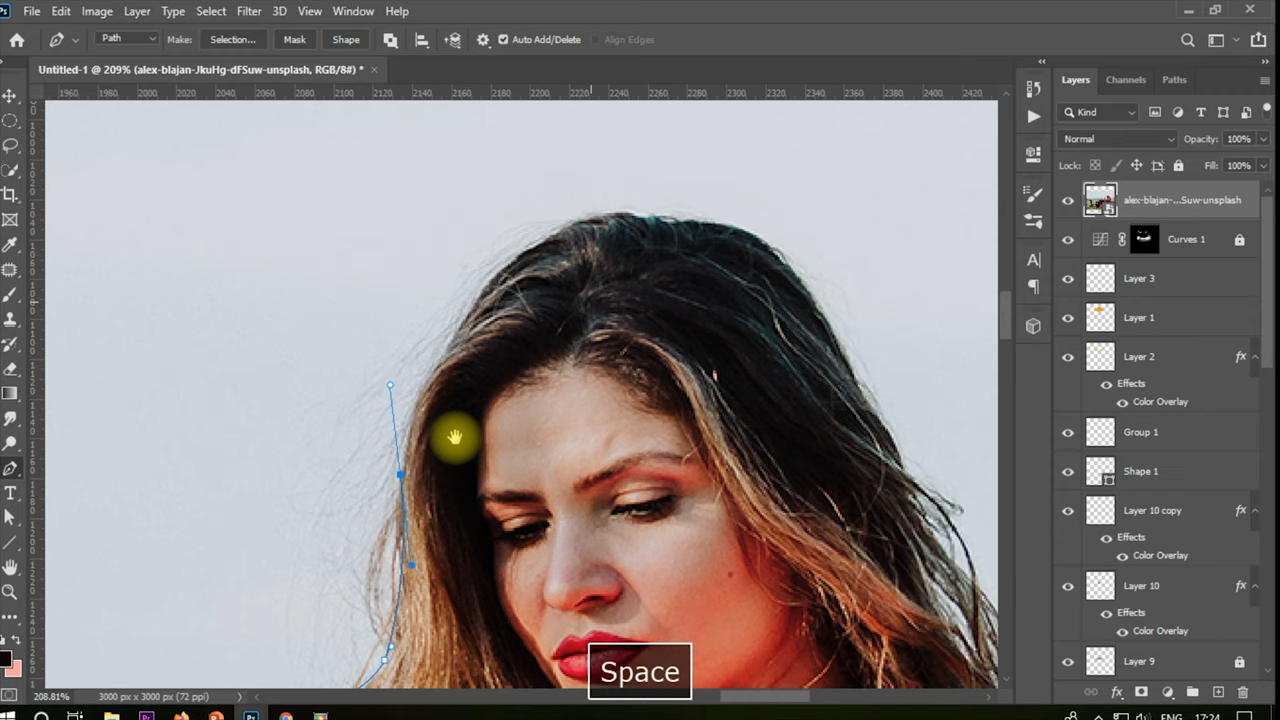 Ps File Edit Image Layer Type Select Filter 3D View Window Help
Path Make: Selection... Mask Shape Auto Add/Delete Align Edges
Untitled-1 @ 209% (alex-blajan-JkuHg-dFSuw-unsplash, RGB/8#) * ×
1960 1980 2000 2020 2040 2060 2080 2100 2120 2140 2160 2180 2200 2220 2240 2260 2280 2300 2320 2340 2360 2380 2400 2420
Layers Channels Paths
Kind
Normal Opacity: 100%
Lock: Fill: 100%
alex-blajan-...Suw-unsplash
Curves 1
Layer 3
Layer 1
Layer 2 fx
Effects
Color Overlay
Group 1
Shape 1
Layer 10 copy fx
Effects
Color Overlay
Layer 10 fx
Effects
Color Overlay
Layer 9
Space
208.81% 3000 px x 3000 px (72 ppi)
ENG 17:24